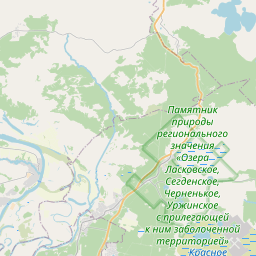 Памятник
природы
регионального
значения
«Озера
Ласковское,
Сегденское,
Черненькое,
Уржинское
с прилегающей
к ним заболоченной
территорией»
Красное